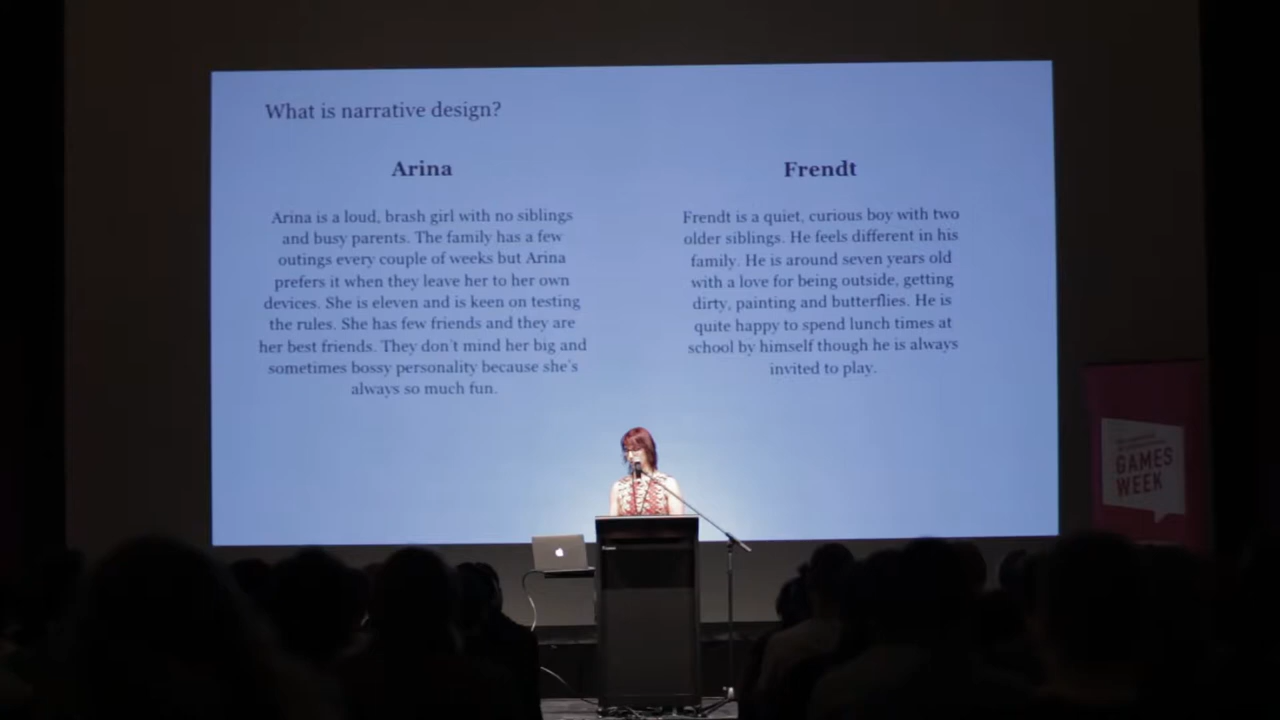 What is narrative design?
Arina
Arina is a loud, brash girl with no siblings
and busy parents. The family has a few
outings every couple of weeks but Arina
prefers it when they leave her to her own
devices. She is eleven and is keen on testing
the rules. She has few friends and they are
her best friends. They don't mind her big and
sometimes bossy personality because she's
always so much fun.
Frendt
Frendt is a quiet, curious boy with two
older siblings. He feels different in his
family. He is around seven years old
with a love for being outside, getting
dirty, painting and butterflies. He is
quite happy to spend lunch times at
school by himself though he is always
invited to play.
GAMES
WEEK